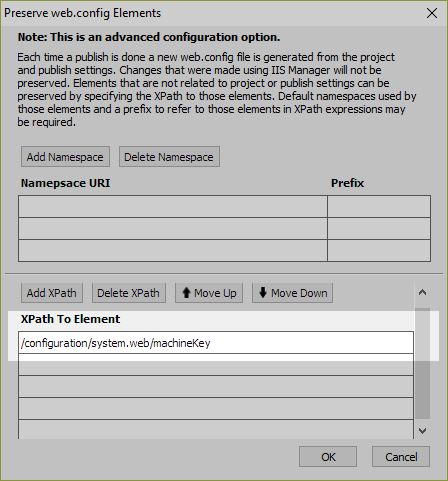 Preserve web.config Elements
Note: This is an advanced configuration option.
Each time a publish is done a new web.config file is generated from the project
and publish settings. Changes that were made using IIS Manager will not be
preserved. Elements that are not related to project or publish settings can be
preserved by specifying the XPath to those elements. Default namespaces used by
those elements and a prefix to refer to those elements in XPath expressions may
be required.
Add Namespace Delete Namespace
Namepsace URI Prefix
Add XPath Delete XPath Move Up Move Down
XPath To Element
/configuration/system.web/machineKey
OK Cancel